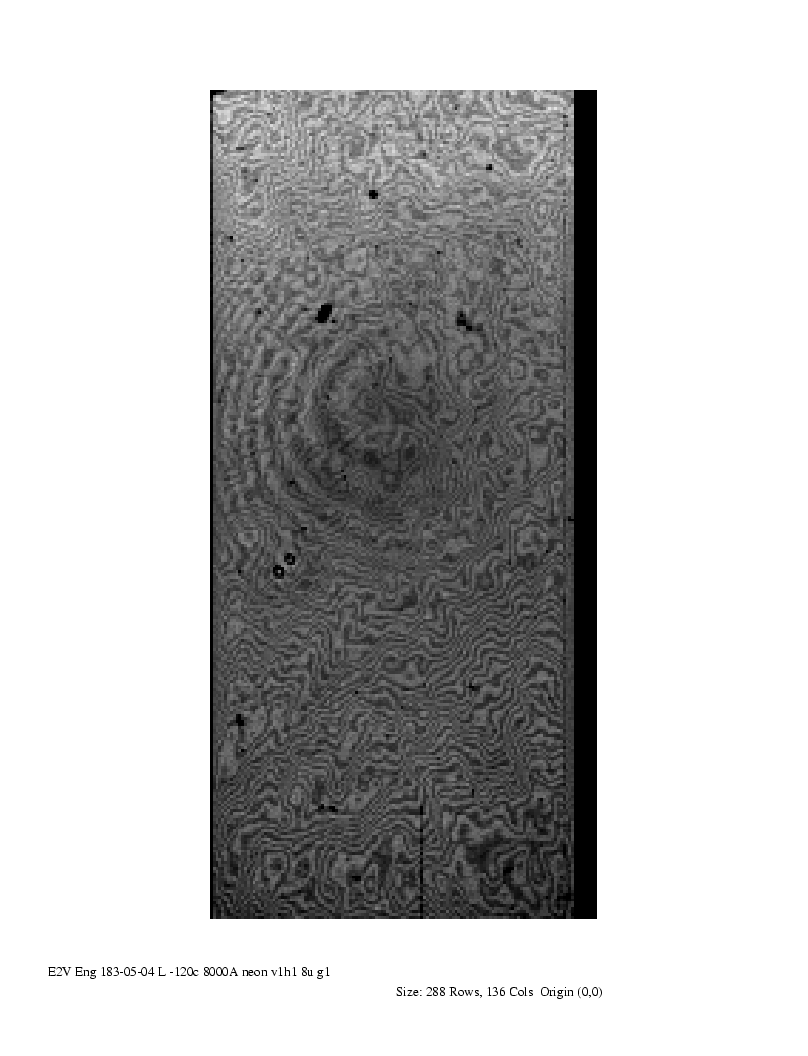 E2V Eng 183-05-04 L -120c 8000A neon v1h1 8u g1
Size: 288 Rows, 136 Cols Origin (0,0)